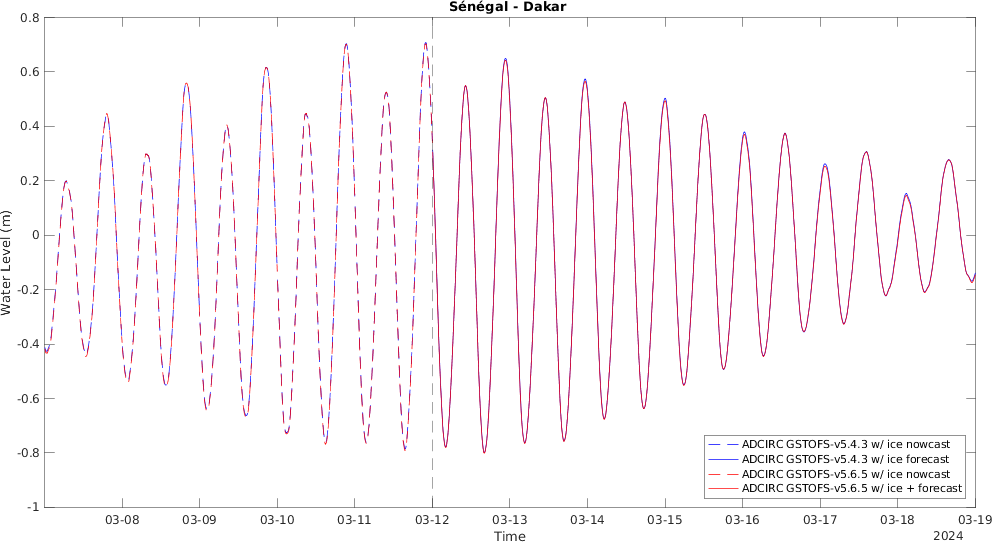 Sénégal - Dakar
Water Level (m)
0.8
0.6
0.4
0.2
0
-0.2
-0.4
-0.6
-0.8
-1
ADCIRC GSTOFS-v5.4.3 w/ ice nowcast
ADCIRC GSTOFS-v5.4.3 w/ ice forecast
ADCIRC GSTOFS-v5.6.5 w/ ice nowcast
ADCIRC GSTOFS-v5.6.5 w/ ice + forecast
03-08 03-09 03-10 03-11 03-12 03-13 03-14 03-15 03-16 03-17 03-18 03-19
Time
2024